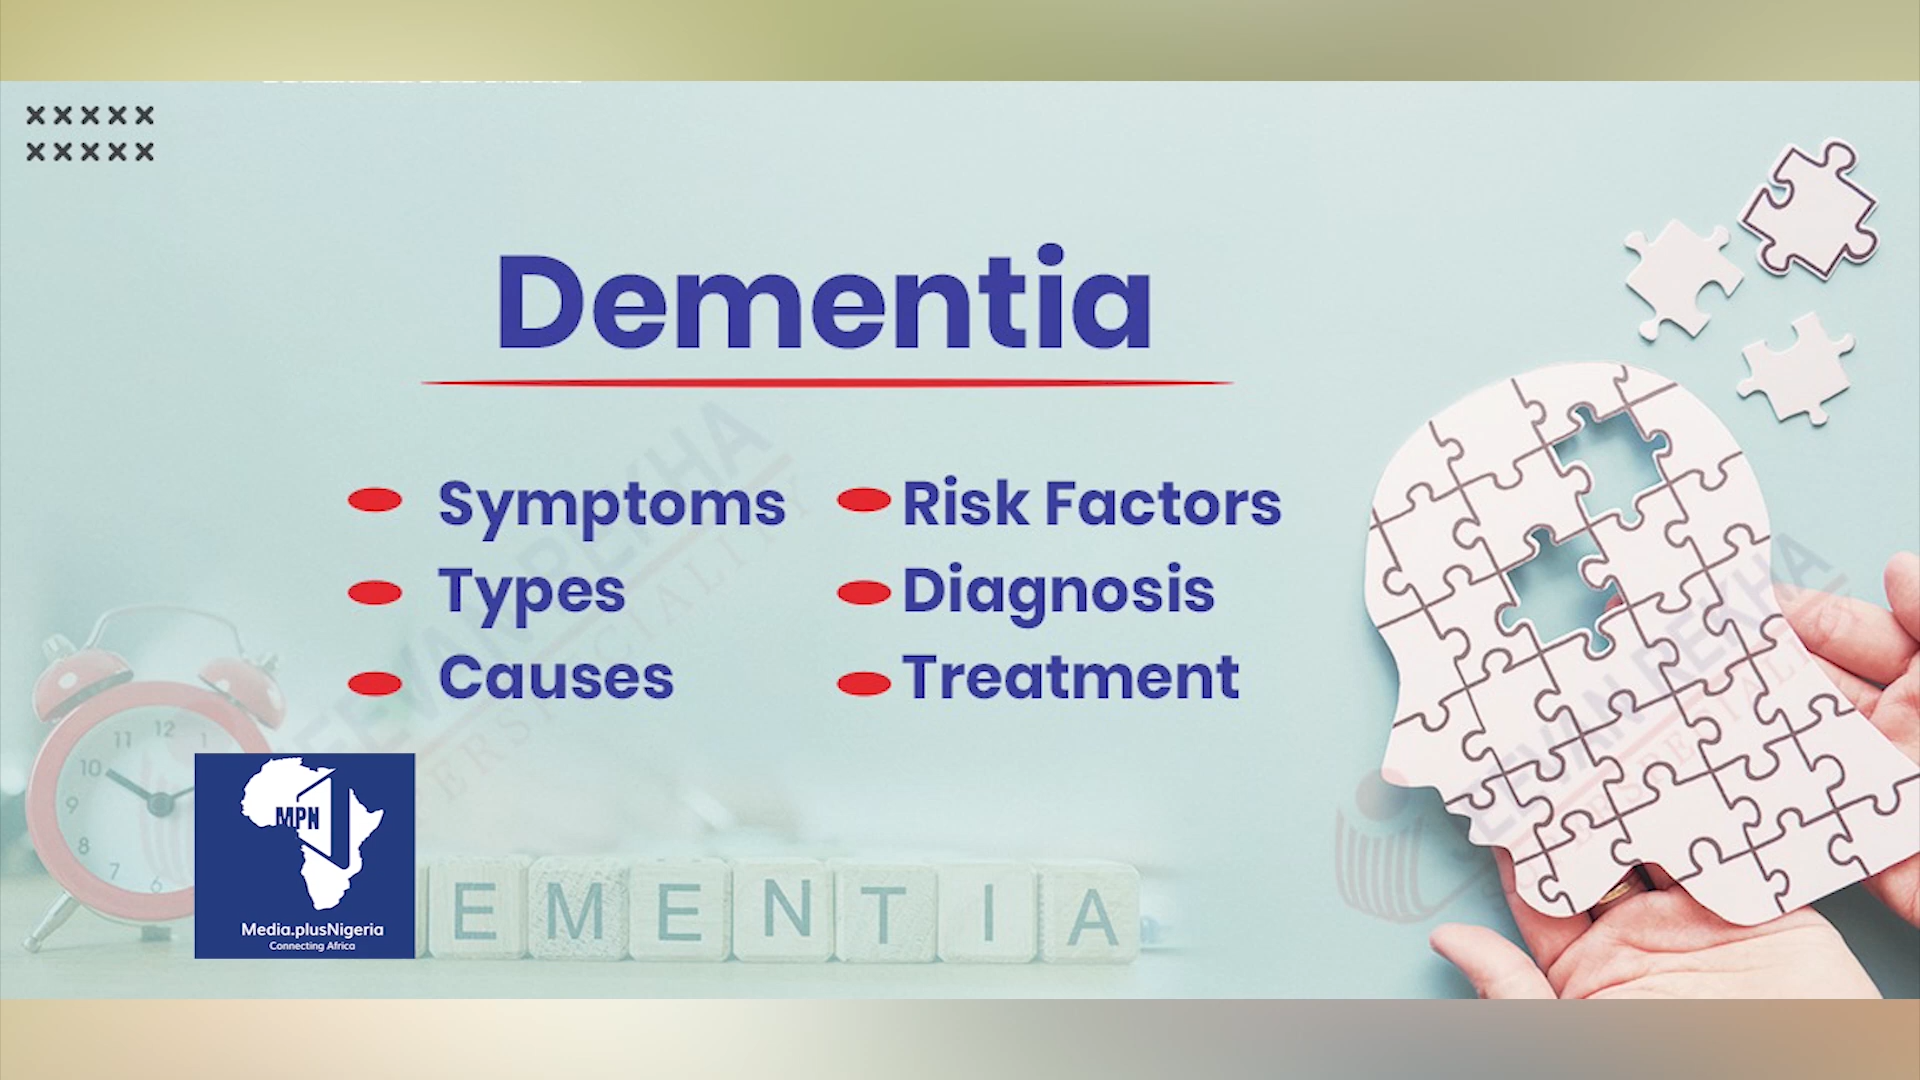 Dementia
Symptoms
Types
Causes
Risk Factors
Diagnosis
Treatment
12
11
1
10
9
8
7
6
MPN
Media.plusNigeria
Connecting Africa
EMENTIA